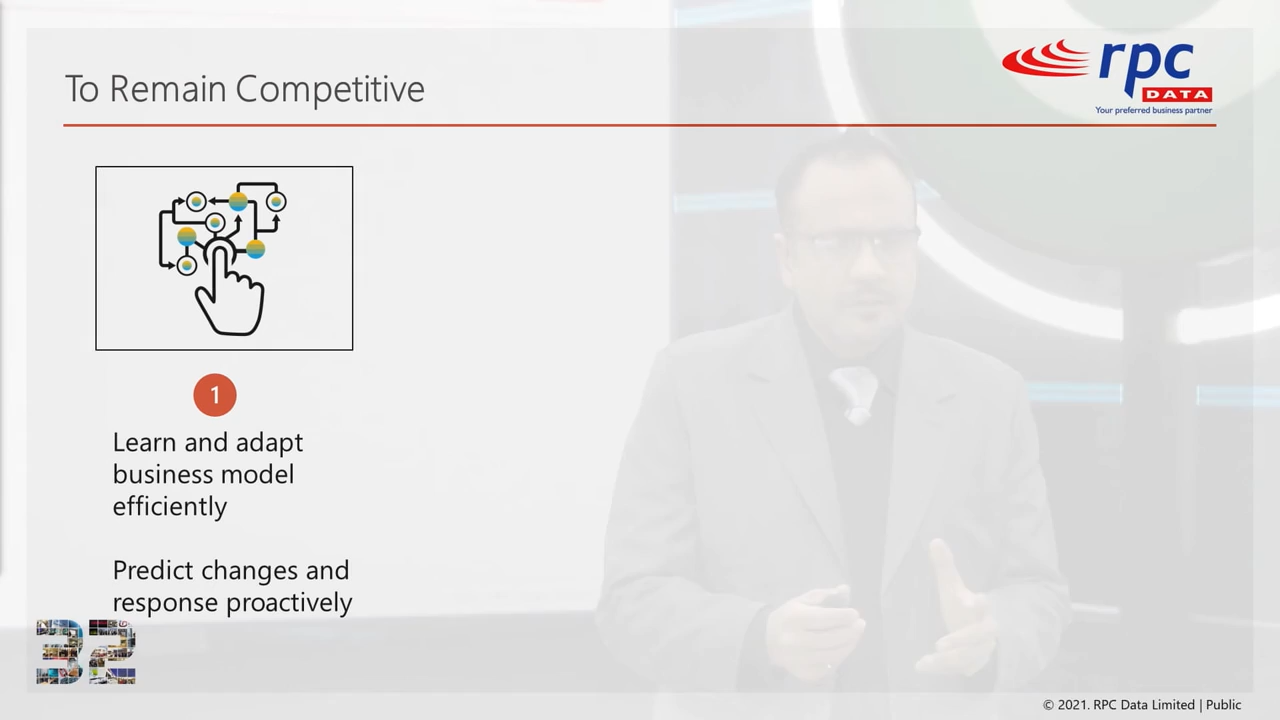 To Remain Competitive
rpc
DATA
Your preferred business partner
1
Learn and adapt
business model
efficiently
Predict changes and
response proactively
32
© 2021. RPC Data Limited | Public